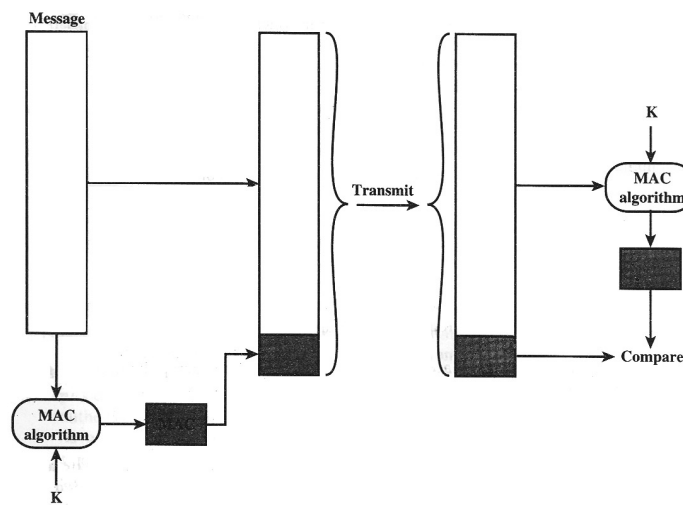 Message
K
Transmit
MAC
algorithm
Compare
MAC
algorithm
MAC
K